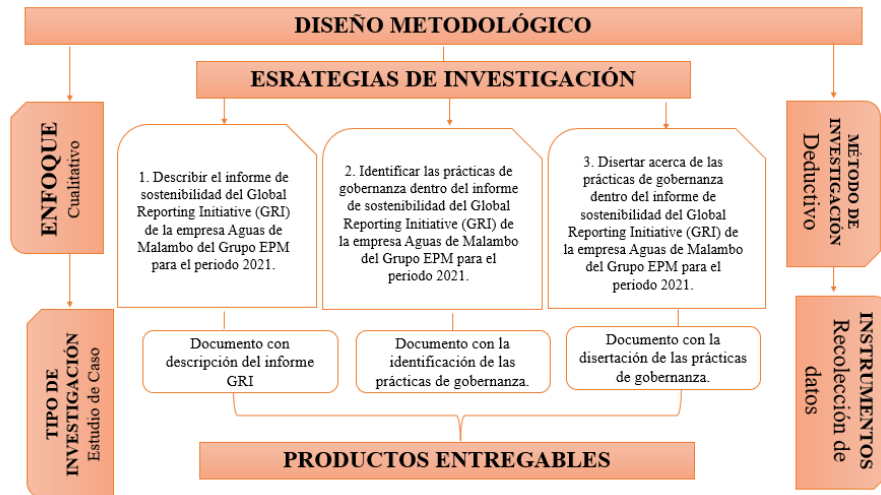 DISEÑO METODOLÓGICO
ESRATEGIAS DE INVESTIGACIÓN
ENFOQUE
Cualitativo
TIPO DE
INVESTIGACIÓN
Estudio de Caso
1. Describir el informe de
sostenibilidad del Global
Reporting Initiative (GRI)
de la empresa Aguas de
Malambo del Grupo EPM
para el periodo 2021.
2. Identificar las prácticas de
gobernanza dentro del informe
de sostenibilidad del Global
Reporting Initiative (GRI) de
la empresa Aguas de Malambo
del Grupo EPM para el
periodo 2021.
3. Disertar acerca de las
prácticas de gobernanza
dentro del informe de
sostenibilidad del Global
Reporting Initiative (GRI) de
la empresa Aguas de Malambo
del Grupo EPM para el
periodo 2021.
MÉTODO DE
INVESTIGACIÓN
Deductivo
INSTRUMENTOS
Recolección de
datos
Documento con
descripción del informe
GRI
Documento con la
identificación de las
prácticas de gobernanza.
Documento con la
disertación de las prácticas
de gobernanza.
PRODUCTOS ENTREGABLES